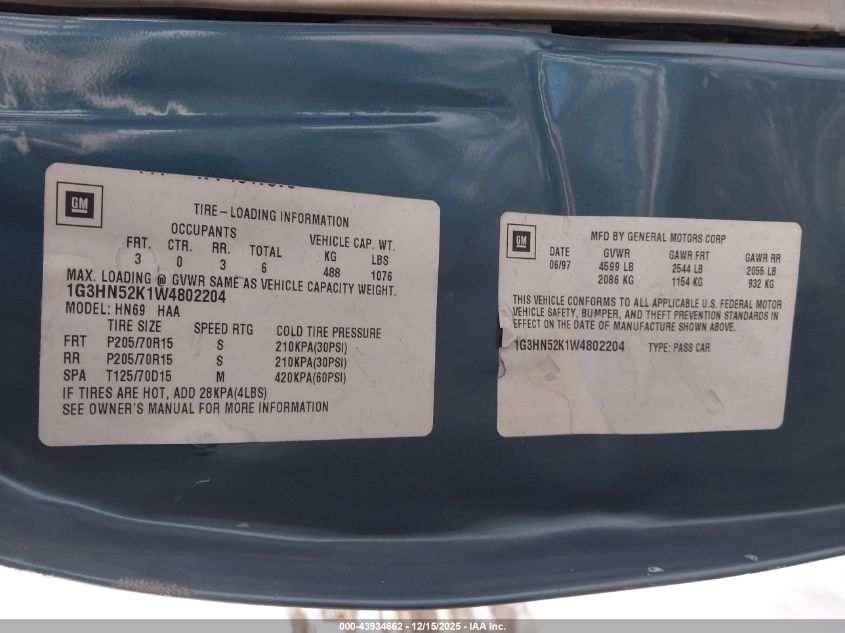 GM
TIRE-LOADING INFORMATION
OCCUPANTS VEHICLE CAP. WT.
FRT. CTR. RR. TOTAL KG LBS
3 0 3 6 488 1076
MAX. LOADING @ GVWR SAME AS VEHICLE CAPACITY WEIGHT.
1G3HN52K1W4802204
MODEL: HN69 HAA
TIRE SIZE SPEED RTG COLD TIRE PRESSURE
FRT P205/70R15 S 210KPA(30PSI)
RR P205/70R15 S 210KPA(30PSI)
SPA T125/70D15 M 420KPA(60PSI)
IF TIRES ARE HOT, ADD 28KPA(4LBS)
SEE OWNER'S MANUAL FOR MORE INFORMATION
GM
MFD BY GENERAL MOTORS CORP
DATE GVWR GAWR FRT GAWR RR
06/97 4599 LB 2544 LB 2055 LB
2086 KG 1154 KG 932 KG
THIS VEHICLE CONFORMS TO ALL APPLICABLE U.S. FEDERAL MOTOR
VEHICLE SAFETY, BUMPER, AND THEFT PREVENTION STANDARDS IN
EFFECT ON THE DATE OF MANUFACTURE SHOWN ABOVE.
1G3HN52K1W4802204 TYPE: PASS CAR
000-43934662 - 12/15/2025 - IAA Inc.